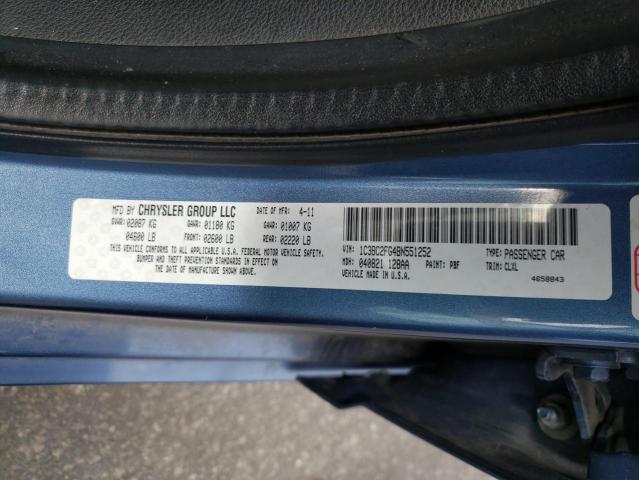 MFD BY CHRYSLER GROUP LLC DATE OF MFR: 4-11
GVWR: 02087 KG GAWR: 01180 KG GAWR: 01007 KG
04600 LB FRONT: 02600 LB REAR: 02220 LB
THIS VEHICLE CONFORMS TO ALL APPLICABLE U.S.A. FEDERAL MOTOR VEHICLE SAFETY,
BUMPER AND THEFT PREVENTION STANDARDS IN EFFECT ON
THE DATE OF MANUFACTURE SHOWN ABOVE.
VIN: 1C3BC2FG4BN551252 TYPE: PASSENGER CAR
MDH: 040821 128AA PAINT: PBF TRIM: CLXL
VEHICLE MADE IN U.S.A.
4658843